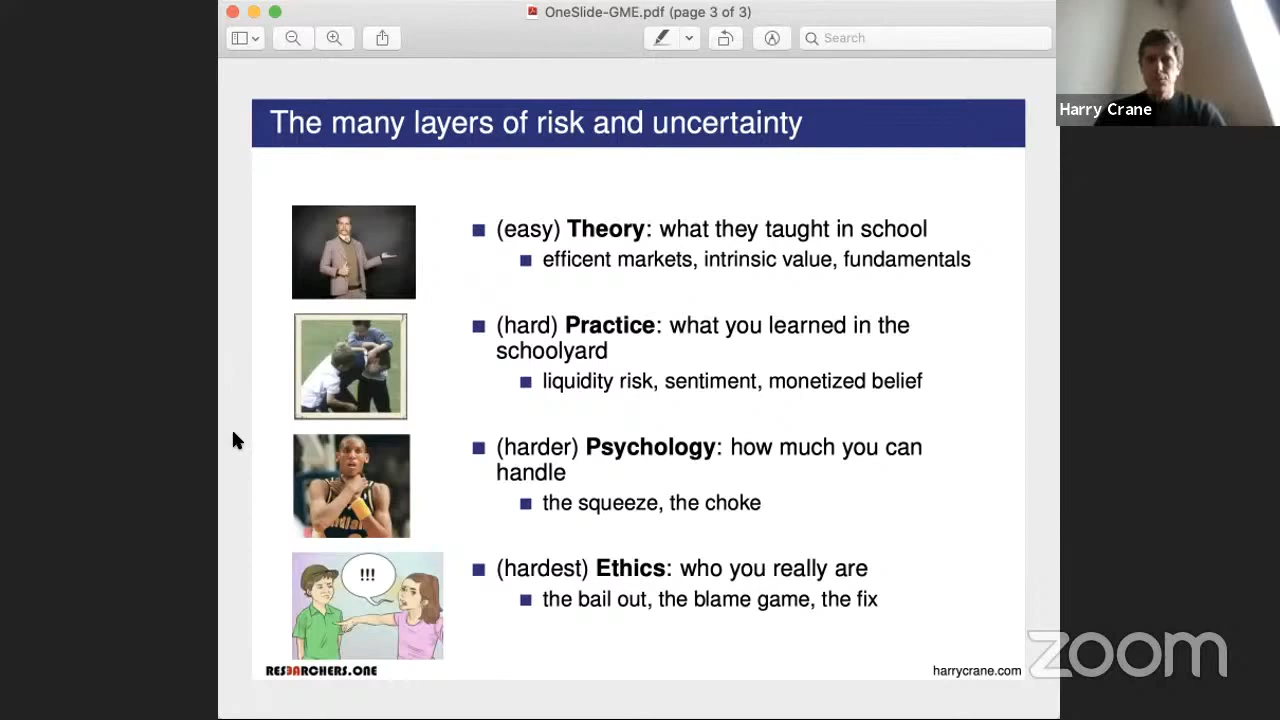 OneSlide-GME.pdf (page 3 of 3)
Search
Harry Crane
The many layers of risk and uncertainty
(easy) Theory: what they taught in school
efficent markets, intrinsic value, fundamentals
(hard) Practice: what you learned in the
schoolyard
liquidity risk, sentiment, monetized belief
(harder) Psychology: how much you can
handle
the squeeze, the choke
!!!
(hardest) Ethics: who you really are
the bail out, the blame game, the fix
RESEARCHERS.ONE
harrycrane.com
zoom